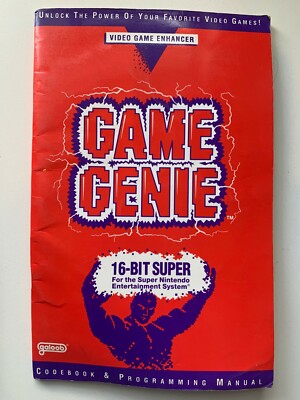 UNLOCK THE POWER OF YOUR FAVORITE VIDEO GAMES!
VIDEO GAME ENHANCER
GAME
GENIE
TM
16-BIT SUPER
For the Super Nintendo
Entertainment System
galoob
CODEBOOK & PROGRAMMING MANUAL